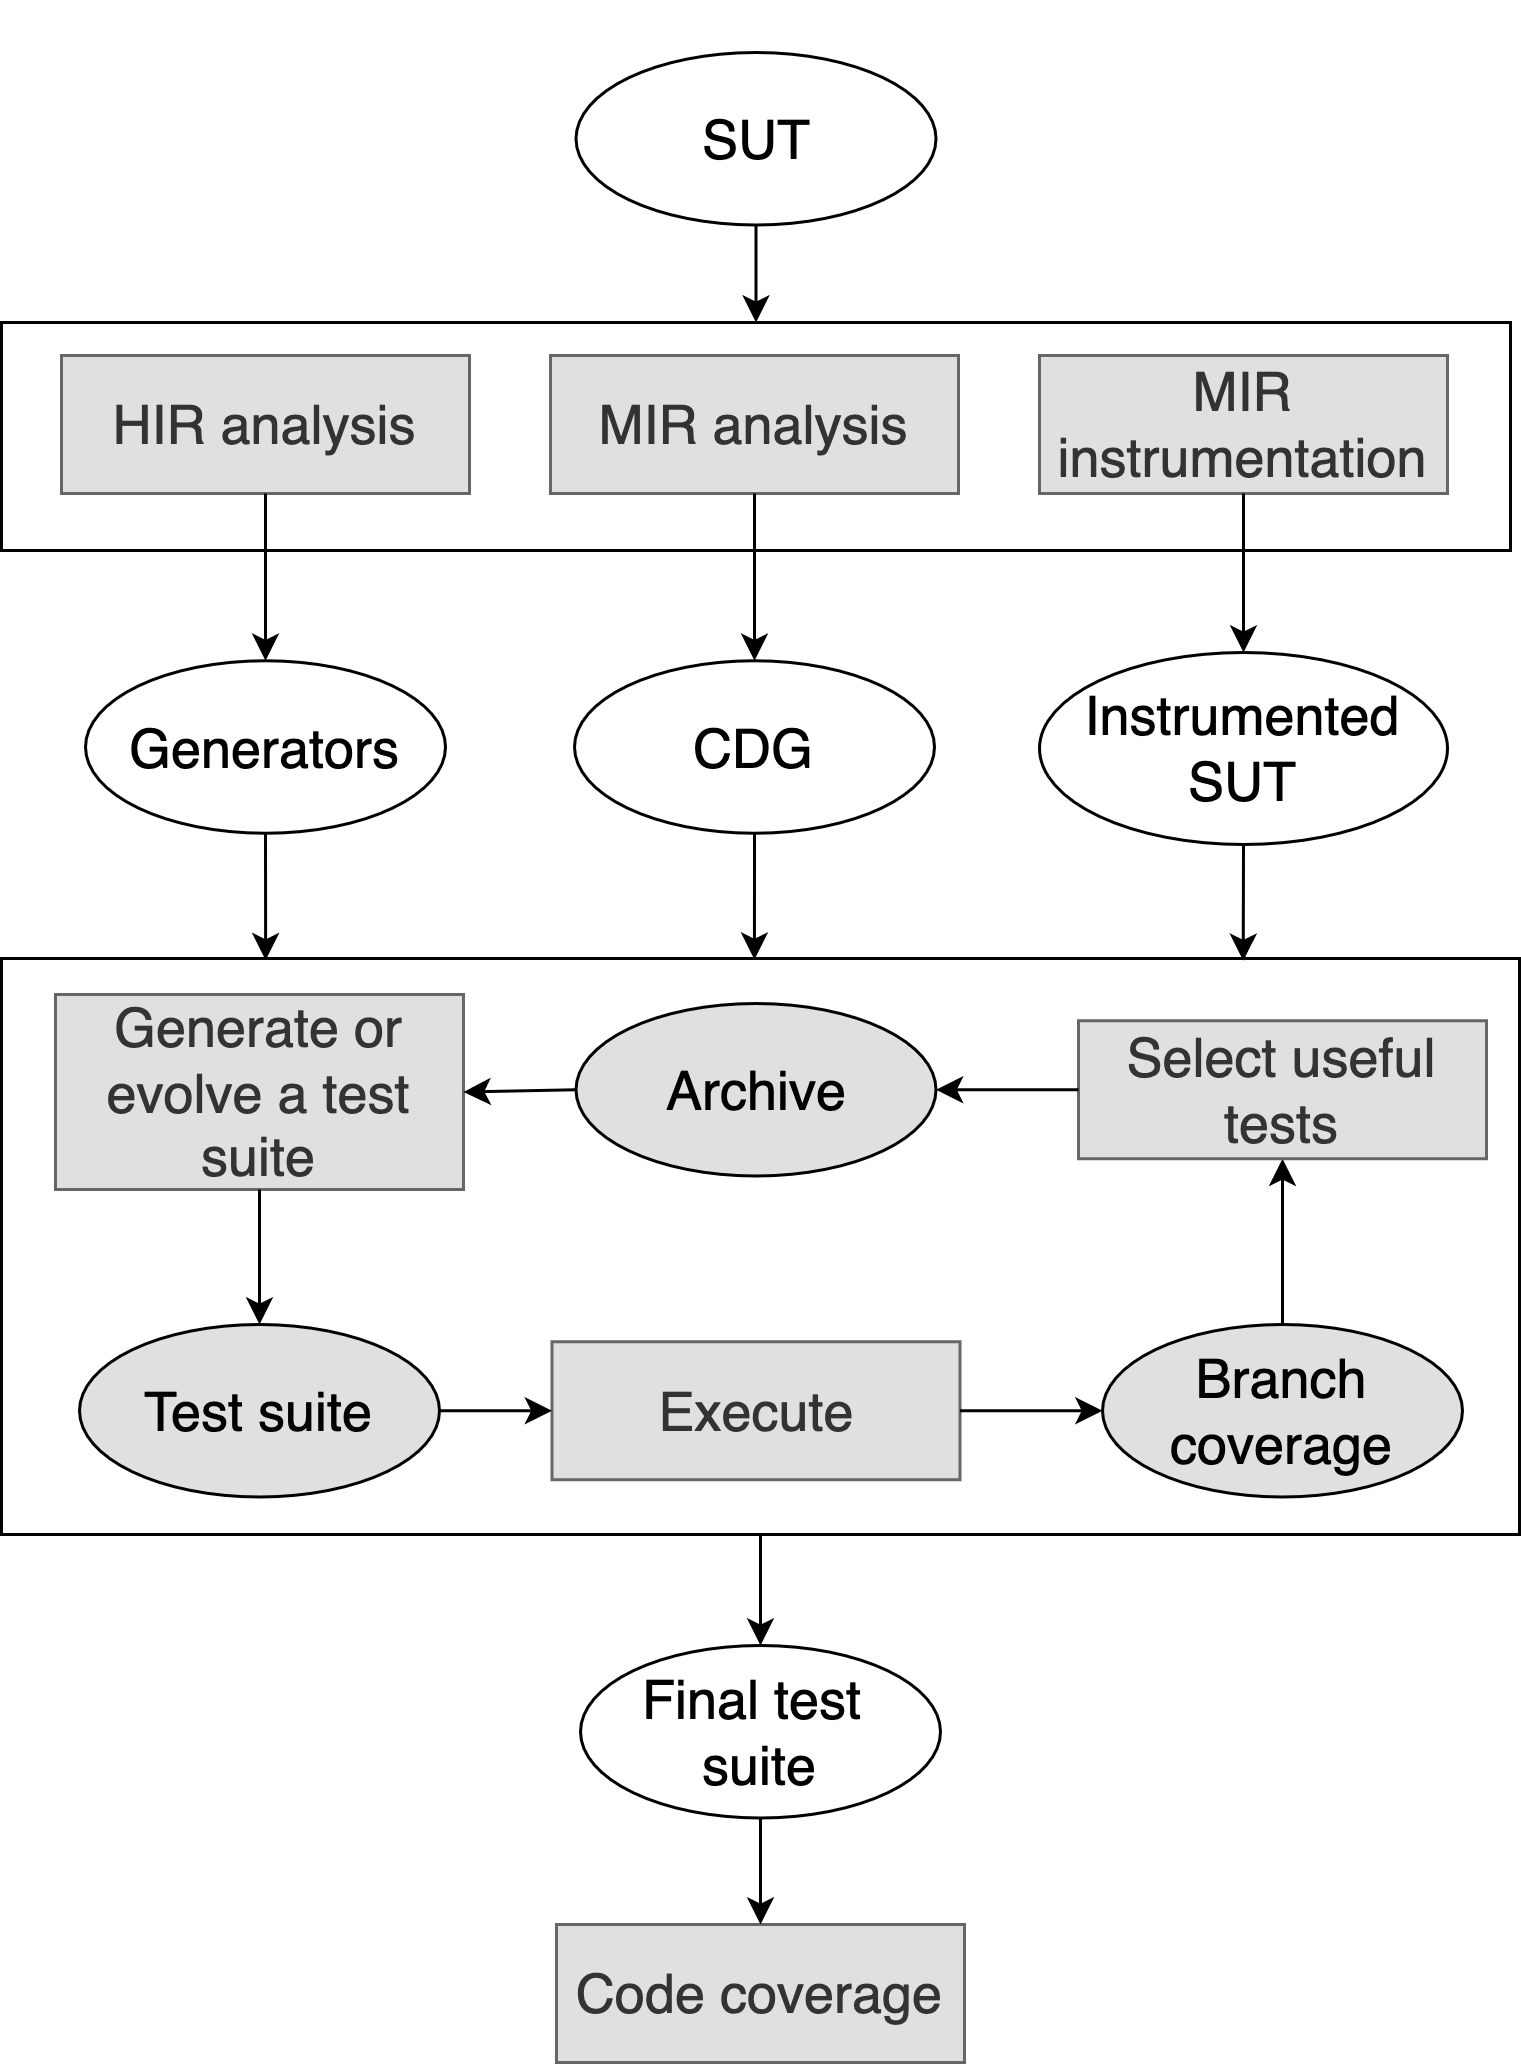 SUT
HIR analysis
MIR analysis
MIR
instrumentation
Generators
CDG
Instrumented
SUT
Generate or
evolve a test
suite
Archive
Select useful
tests
Test suite
Execute
Branch
coverage
Final test
suite
Code coverage